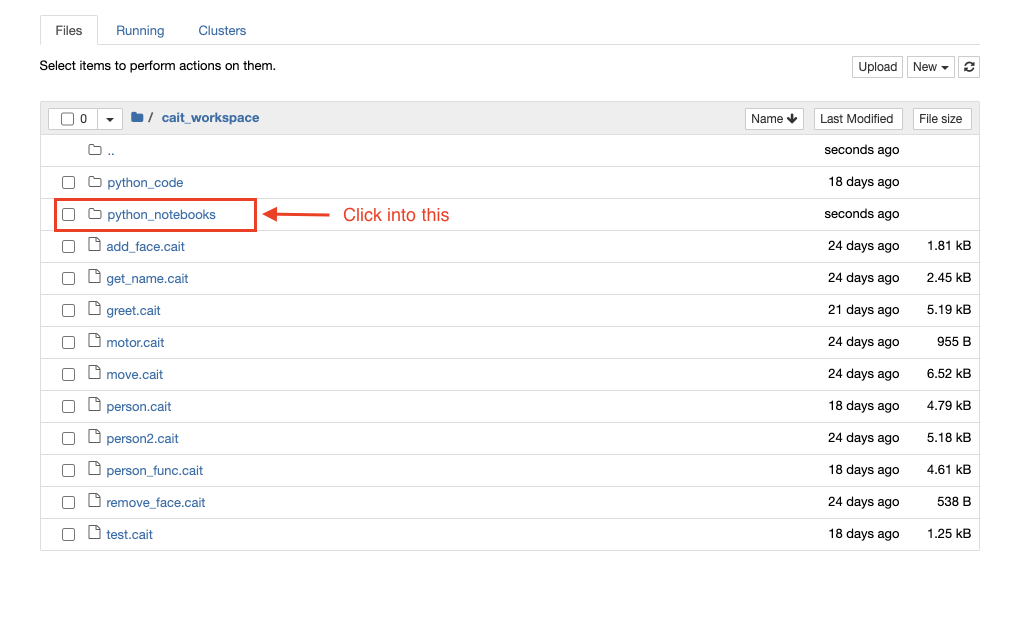 Files Running Clusters
Select items to perform actions on them.
Upload New
0 / cait_workspace Name Last Modified File size
.. seconds ago
python_code 18 days ago
python_notebooks Click into this seconds ago
add_face.cait 24 days ago 1.81 kB
get_name.cait 24 days ago 2.45 kB
greet.cait 21 days ago 5.19 kB
motor.cait 24 days ago 955 B
move.cait 24 days ago 6.52 kB
person.cait 18 days ago 4.79 kB
person2.cait 24 days ago 5.18 kB
person_func.cait 18 days ago 4.61 kB
remove_face.cait 24 days ago 538 B
test.cait 18 days ago 1.25 kB